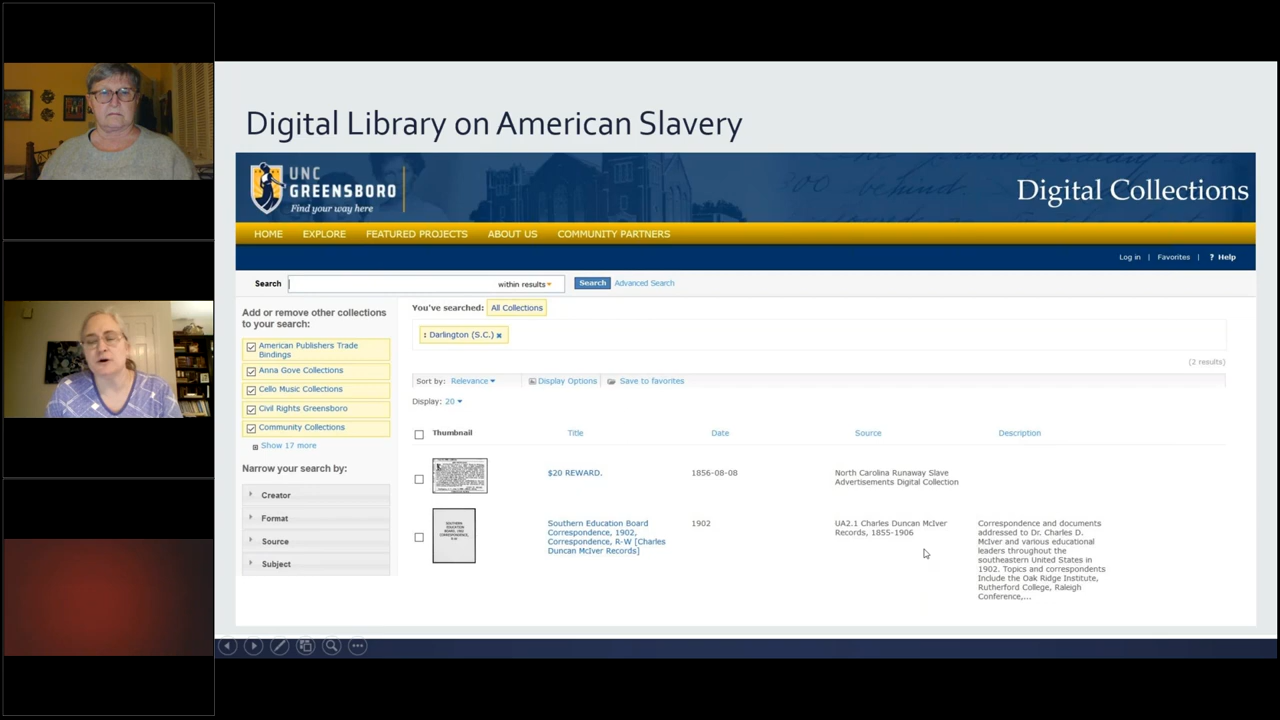 Digital Library on American Slavery
UNC
GREENSBORO
Find your way here
Digital Collections
HOME EXPLORE FEATURED PROJECTS ABOUT US COMMUNITY PARTNERS
Log in | Favorites | ? Help
Search within results Search Advanced Search
Add or remove other collections
to your search:
American Publishers Trade
Bindings
Anna Gove Collections
Cello Music Collections
Civil Rights Greensboro
Community Collections
Show 17 more
Narrow your search by:
Creator
Format
Source
Subject
You've searched: All Collections
: Darlington (S.C.) x
(2 results)
Sort by: Relevance Display Options Save to favorites
Display: 20
Thumbnail Title Date Source Description
$20 REWARD. 1856-08-08 North Carolina Runaway Slave
Advertisements Digital Collection
Southern Education Board
Correspondence, 1902,
Correspondence, R-W [Charles
Duncan McIver Records]
1902
UA2.1 Charles Duncan McIver
Records, 1855-1906
Correspondence and documents
addressed to Dr. Charles D.
McIver and various educational
leaders throughout the
southeastern United States in
1902. Topics and correspondents
Include the Oak Ridge Institute,
Rutherford College, Raleigh
Conference,...